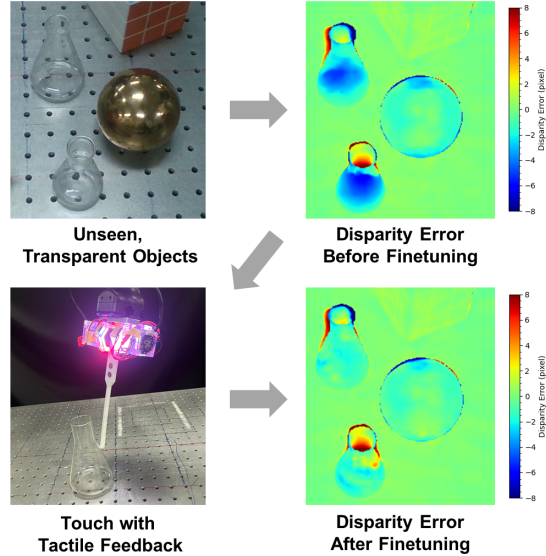 8
6
4
2
0
−2
−4
−6
−8
Disparity Error (pixel)
Unseen,
Transparent Objects
Disparity Error
Before Finetuning
8
6
4
2
0
−2
−4
−6
−8
Disparity Error (pixel)
Touch with
Tactile Feedback
Disparity Error
After Finetuning